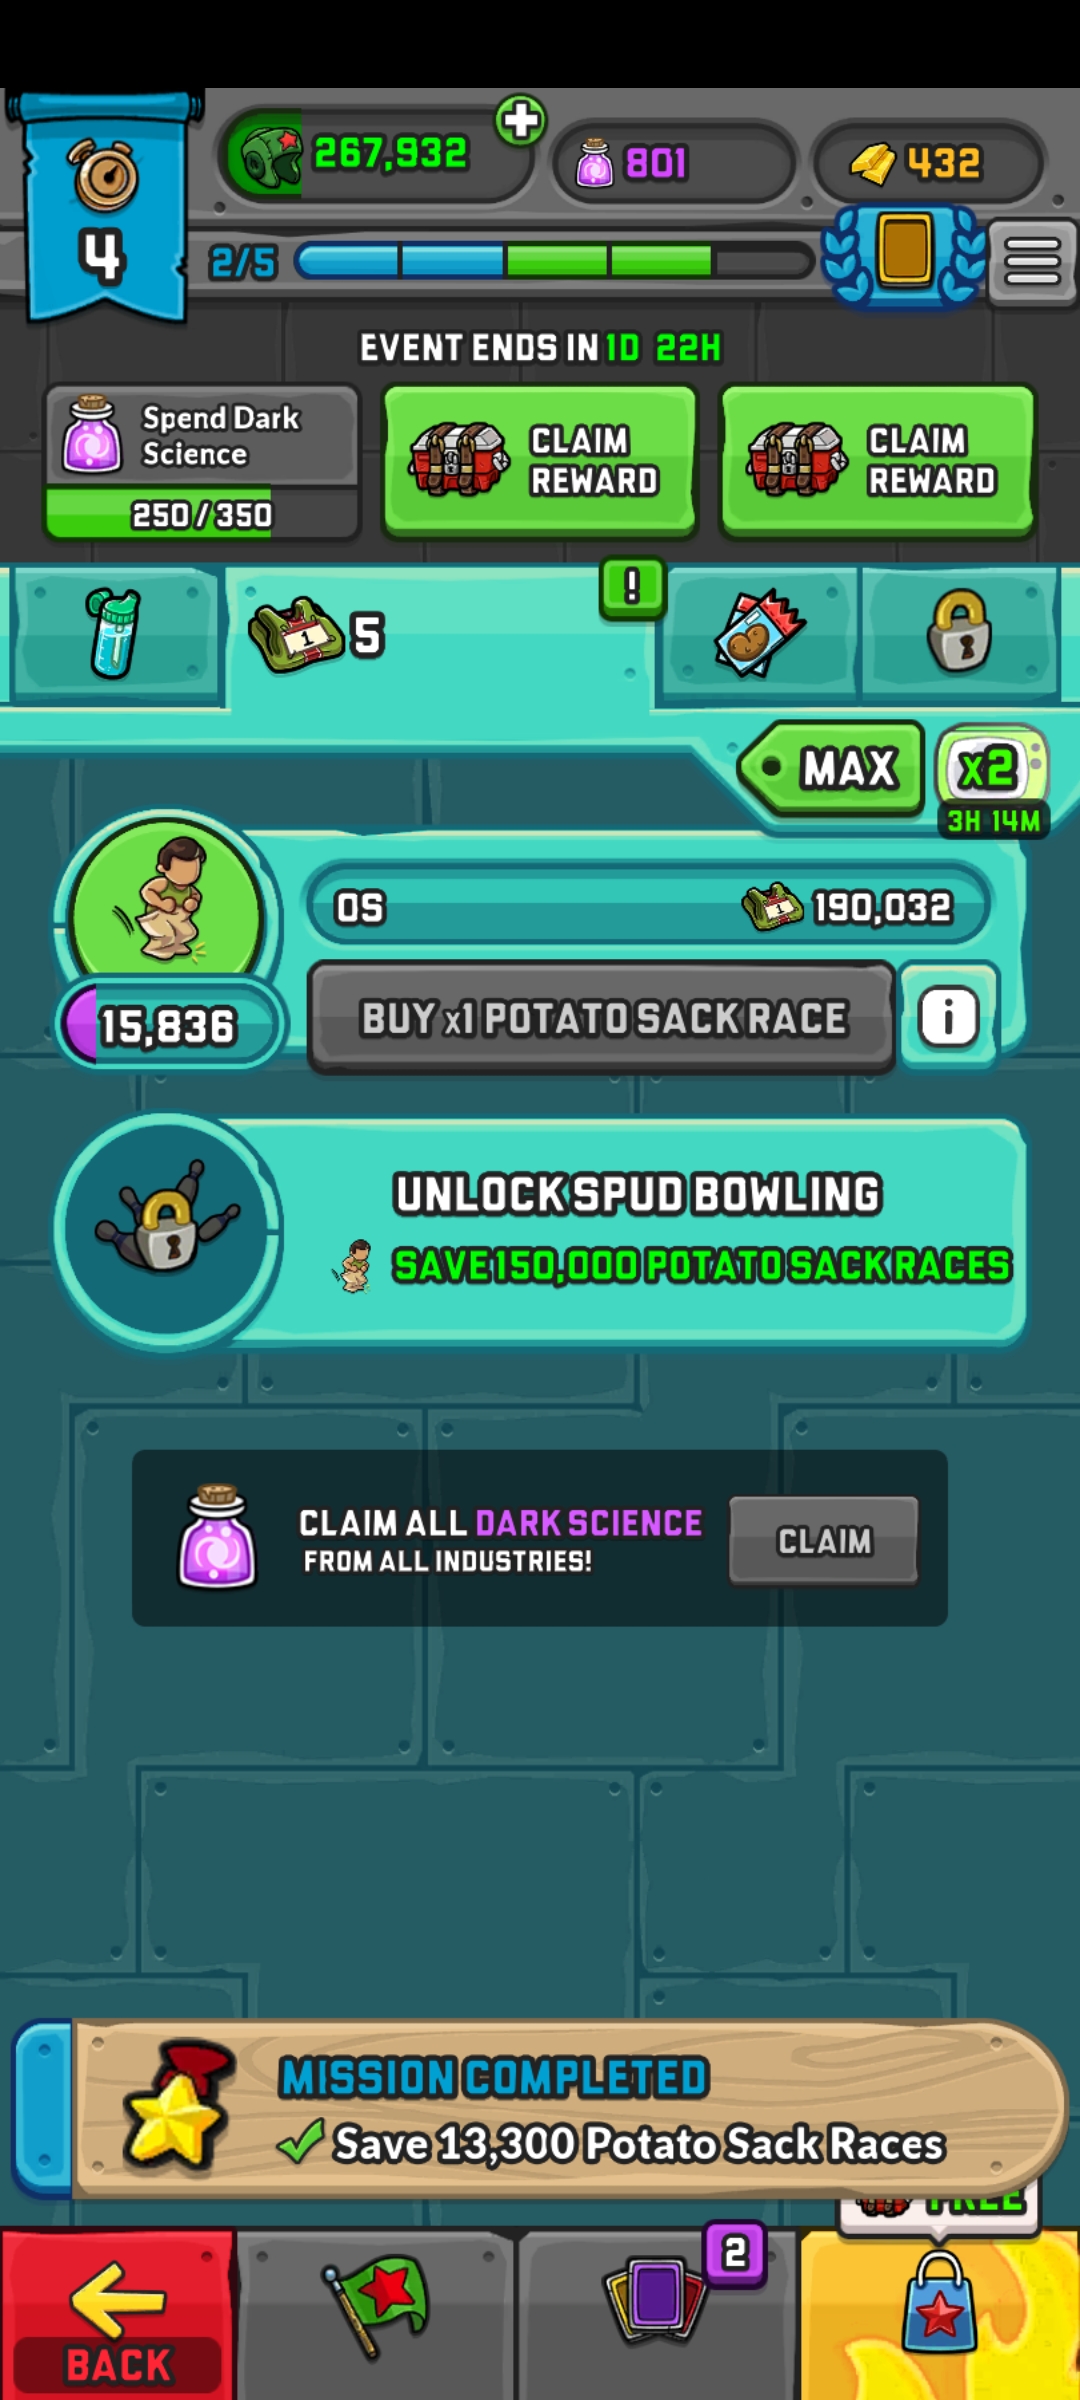 267,932
801
432
4
2/5
EVENT ENDS IN 1D 22H
Spend Dark
Science
250/350
CLAIM
REWARD
CLAIM
REWARD
1
5
!
MAX
x2
3H 14M
0S
1
190,032
15,836
BUY x1 POTATO SACK RACE
i
UNLOCK SPUD BOWLING
SAVE 150,000 POTATO SACK RACES
CLAIM ALL DARK SCIENCE
FROM ALL INDUSTRIES!
CLAIM
MISSION COMPLETED
Save 13,300 Potato Sack Races
FREE
2
BACK